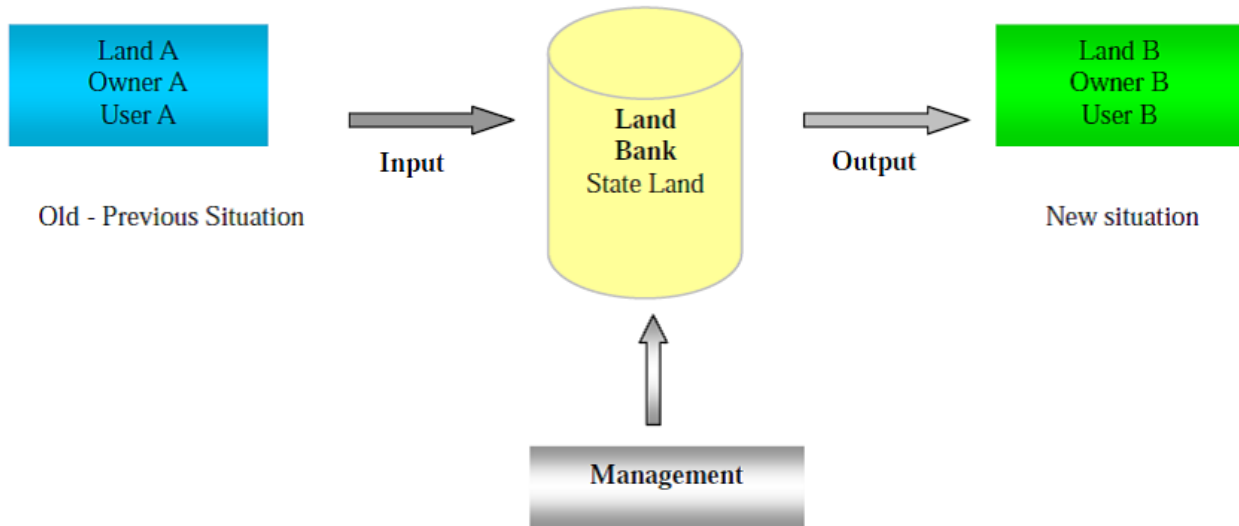 Land A
Owner A
User A
Old - Previous Situation
Input
Land
Bank
State Land
Output
Land B
Owner B
User B
New situation
Management